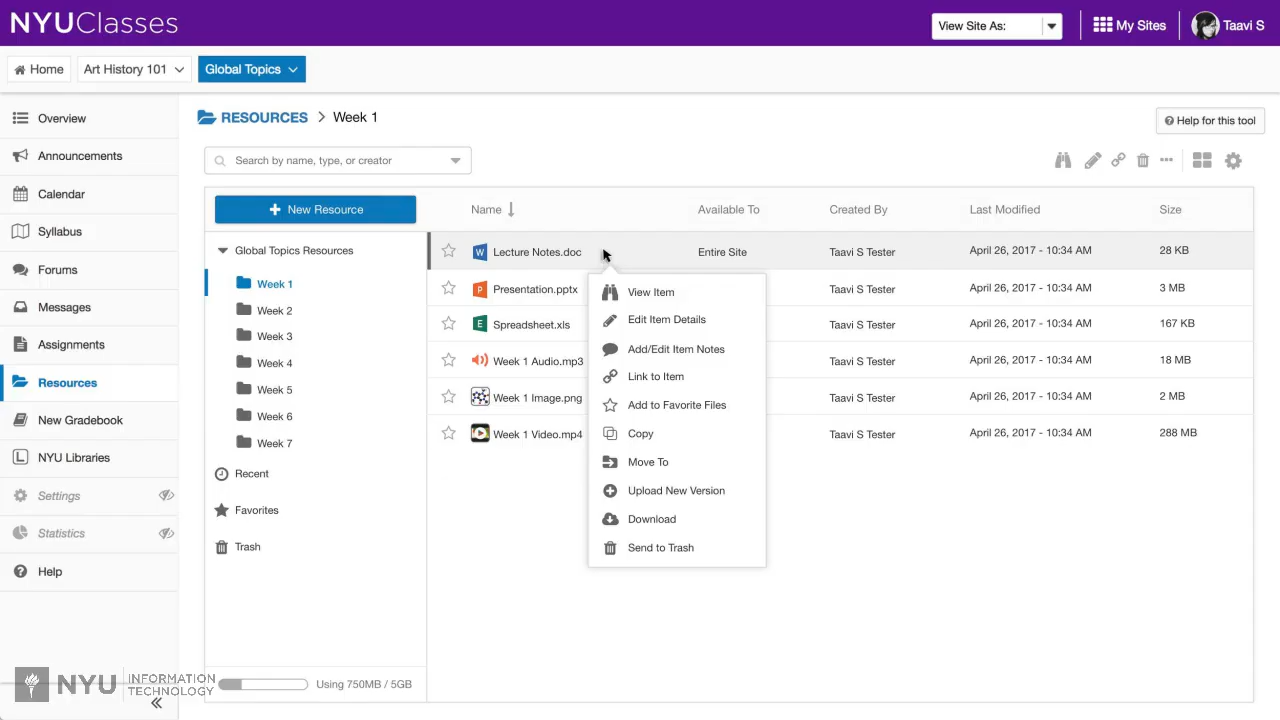 NYUClasses
View Site As:
My Sites
Taavi S
Home
Art History 101
Global Topics
Overview
Announcements
Calendar
Syllabus
Forums
Messages
Assignments
Resources
New Gradebook
NYU Libraries
Settings
Statistics
Help
RESOURCES > Week 1
Help for this tool
Search by name, type, or creator
New Resource
Global Topics Resources
Week 1
Week 2
Week 3
Week 4
Week 5
Week 6
Week 7
Recent
Favorites
Trash
Using 750MB / 5GB
Name Available To Created By Last Modified Size
Lecture Notes.doc Entire Site Taavi S Tester April 26, 2017 - 10:34 AM 28 KB
Presentation.pptx Taavi S Tester April 26, 2017 - 10:34 AM 3 MB
Spreadsheet.xls Taavi S Tester April 26, 2017 - 10:34 AM 167 KB
Week 1 Audio.mp3 Taavi S Tester April 26, 2017 - 10:34 AM 18 MB
Week 1 Image.png Taavi S Tester April 26, 2017 - 10:34 AM 2 MB
Week 1 Video.mp4 Taavi S Tester April 26, 2017 - 10:34 AM 288 MB
View Item
Edit Item Details
Add/Edit Item Notes
Link to Item
Add to Favorite Files
Copy
Move To
Upload New Version
Download
Send to Trash
NYU INFORMATION
TECHNOLOGY